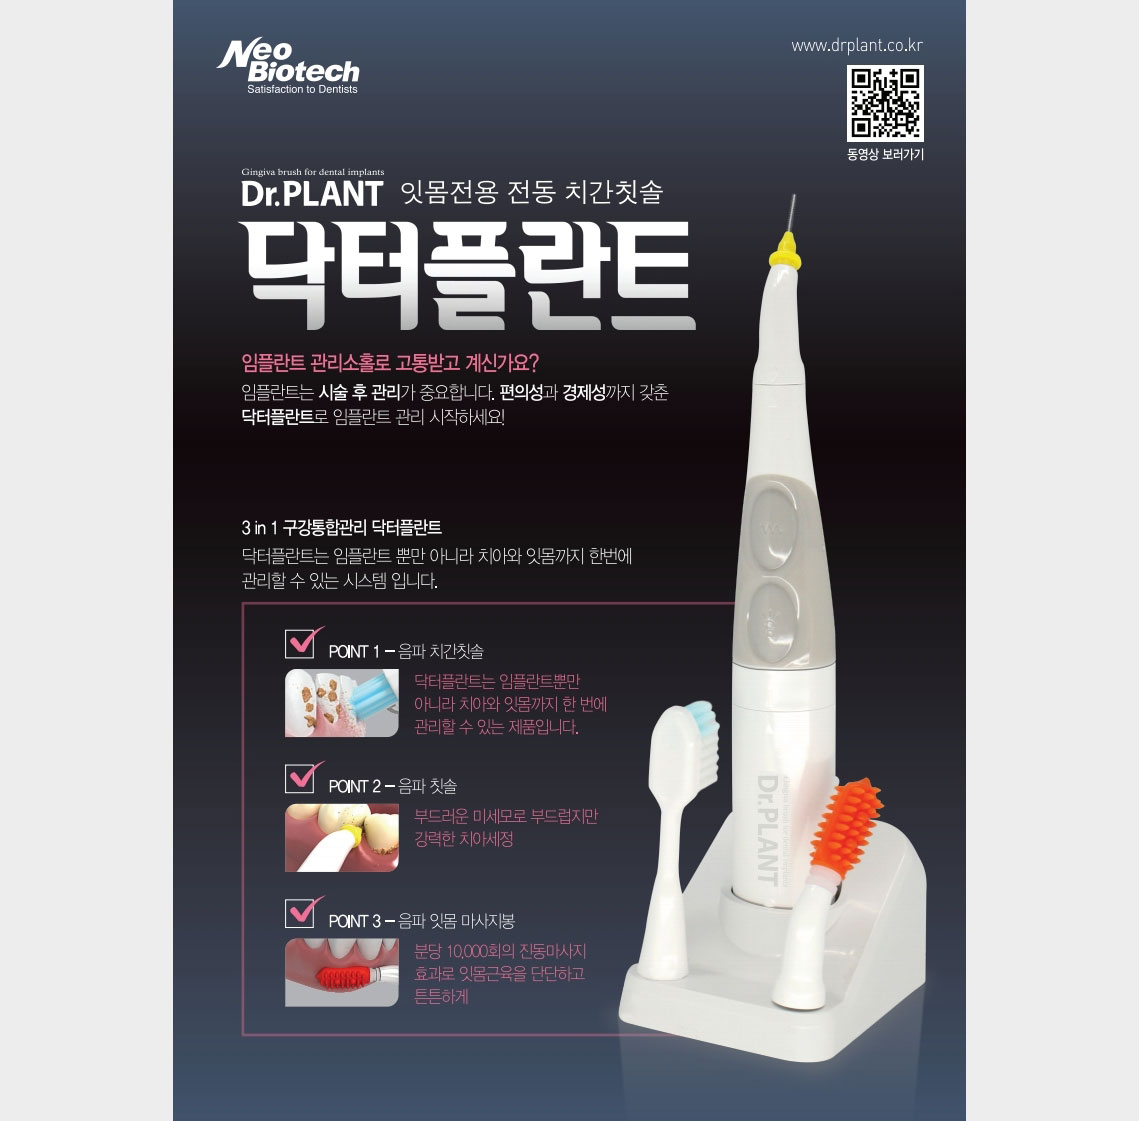 Neo
Biotech
Satisfaction to Dentists
www.drplant.co.kr
동영상 보러가기
Gingiva brush for dental implants
Dr.PLANT 잇몸전용 전동 치간칫솔
닥터플란트
임플란트 관리소홀로 고통받고 계신가요?
임플란트는 시술 후 관리가 중요합니다. 편의성과 경제성까지 갖춘
닥터플란트로 임플란트 관리 시작하세요!
3 in 1 구강통합관리 닥터플란트
닥터플란트는 임플란트 뿐만 아니라 치아와 잇몸까지 한번에
관리할 수 있는 시스템 입니다.
POINT 1 – 음파 치간칫솔
닥터플란트는 임플란트뿐만
아니라 치아와 잇몸까지 한 번에
관리할 수 있는 제품입니다.
POINT 2 – 음파 칫솔
부드러운 미세모로 부드럽지만
강력한 치아세정
POINT 3 – 음파 잇몸 마사지봉
분당 10,000회의 진동마사지
효과로 잇몸근육을 단단하고
튼튼하게
Gingiva brush for dental implants
Dr.PLANT